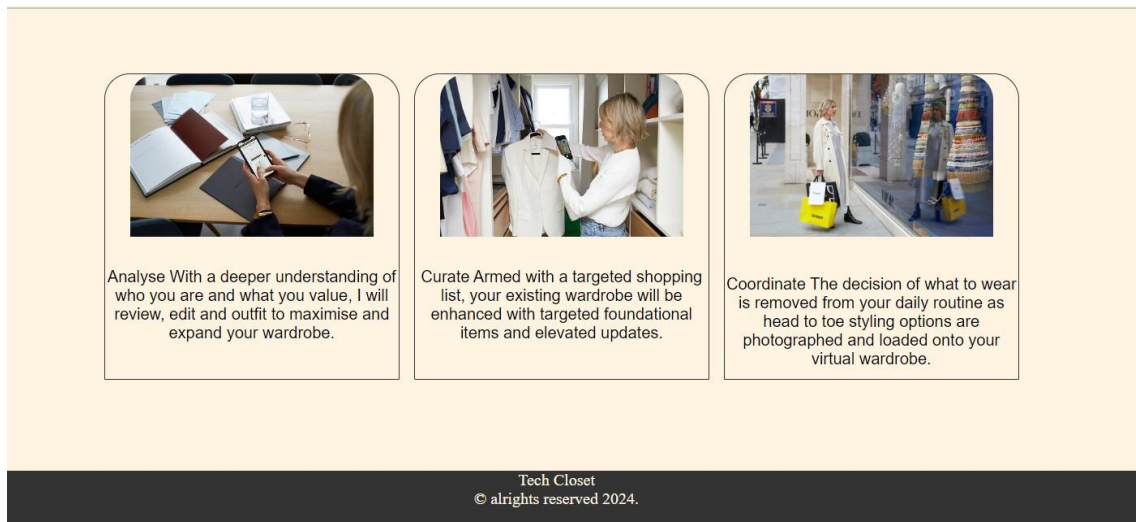 Analyse With a deeper understanding of
who you are and what you value, I will
review, edit and outfit to maximise and
expand your wardrobe.
Curate Armed with a targeted shopping
list, your existing wardrobe will be
enhanced with targeted foundational
items and elevated updates.
Coordinate The decision of what to wear
is removed from your daily routine as
head to toe styling options are
photographed and loaded onto your
virtual wardrobe.
Tech Closet
© alrights reserved 2024.